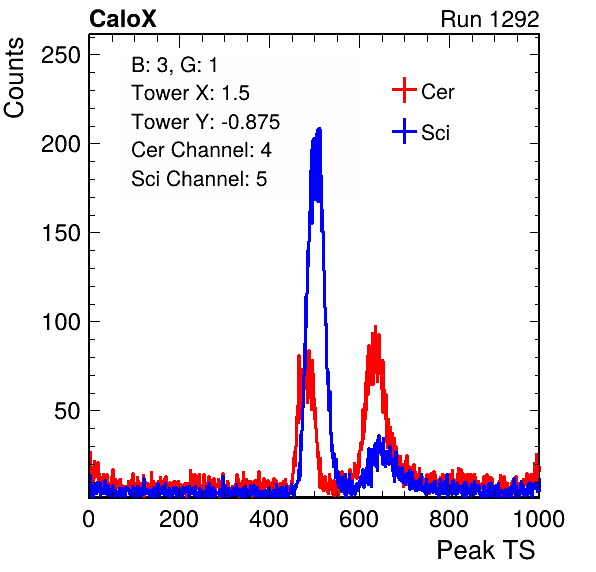 CaloX Run 1292
Counts
250
200
150
100
50
B: 3, G: 1
Tower X: 1.5
Tower Y: -0.875
Cer Channel: 4
Sci Channel: 5
Cer
Sci
0 200 400 600 800 1000
Peak TS